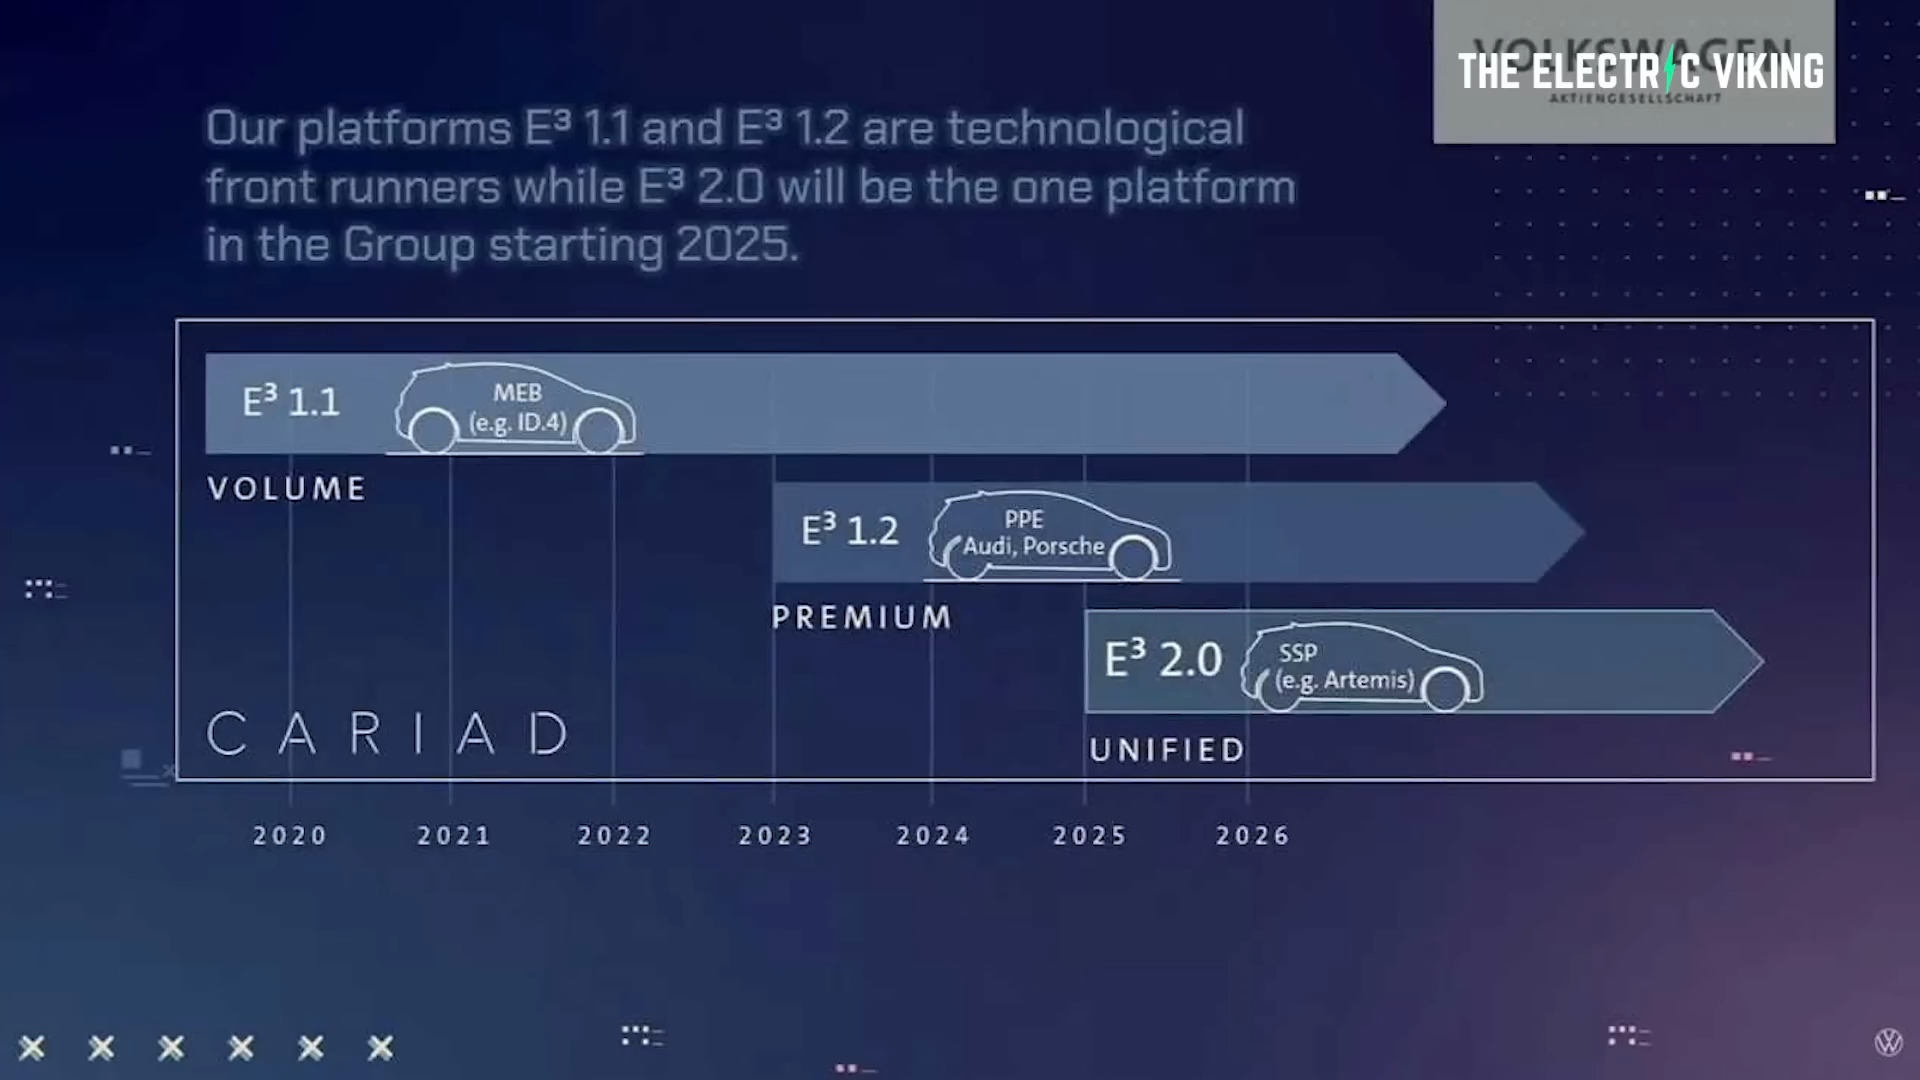 VOLKSWAGEN
AKTIENGESELLSCHAFT
THE ELECTRIC VIKING
Our platforms E³ 1.1 and E³ 1.2 are technological
front runners while E³ 2.0 will be the one platform
in the Group starting 2025.
E³ 1.1
MEB
(e.g. ID.4)
VOLUME
E³ 1.2
PPE
Audi, Porsche
PREMIUM
E³ 2.0
SSP
(e.g. Artemis)
UNIFIED
CARIAD
2020 2021 2022 2023 2024 2025 2026